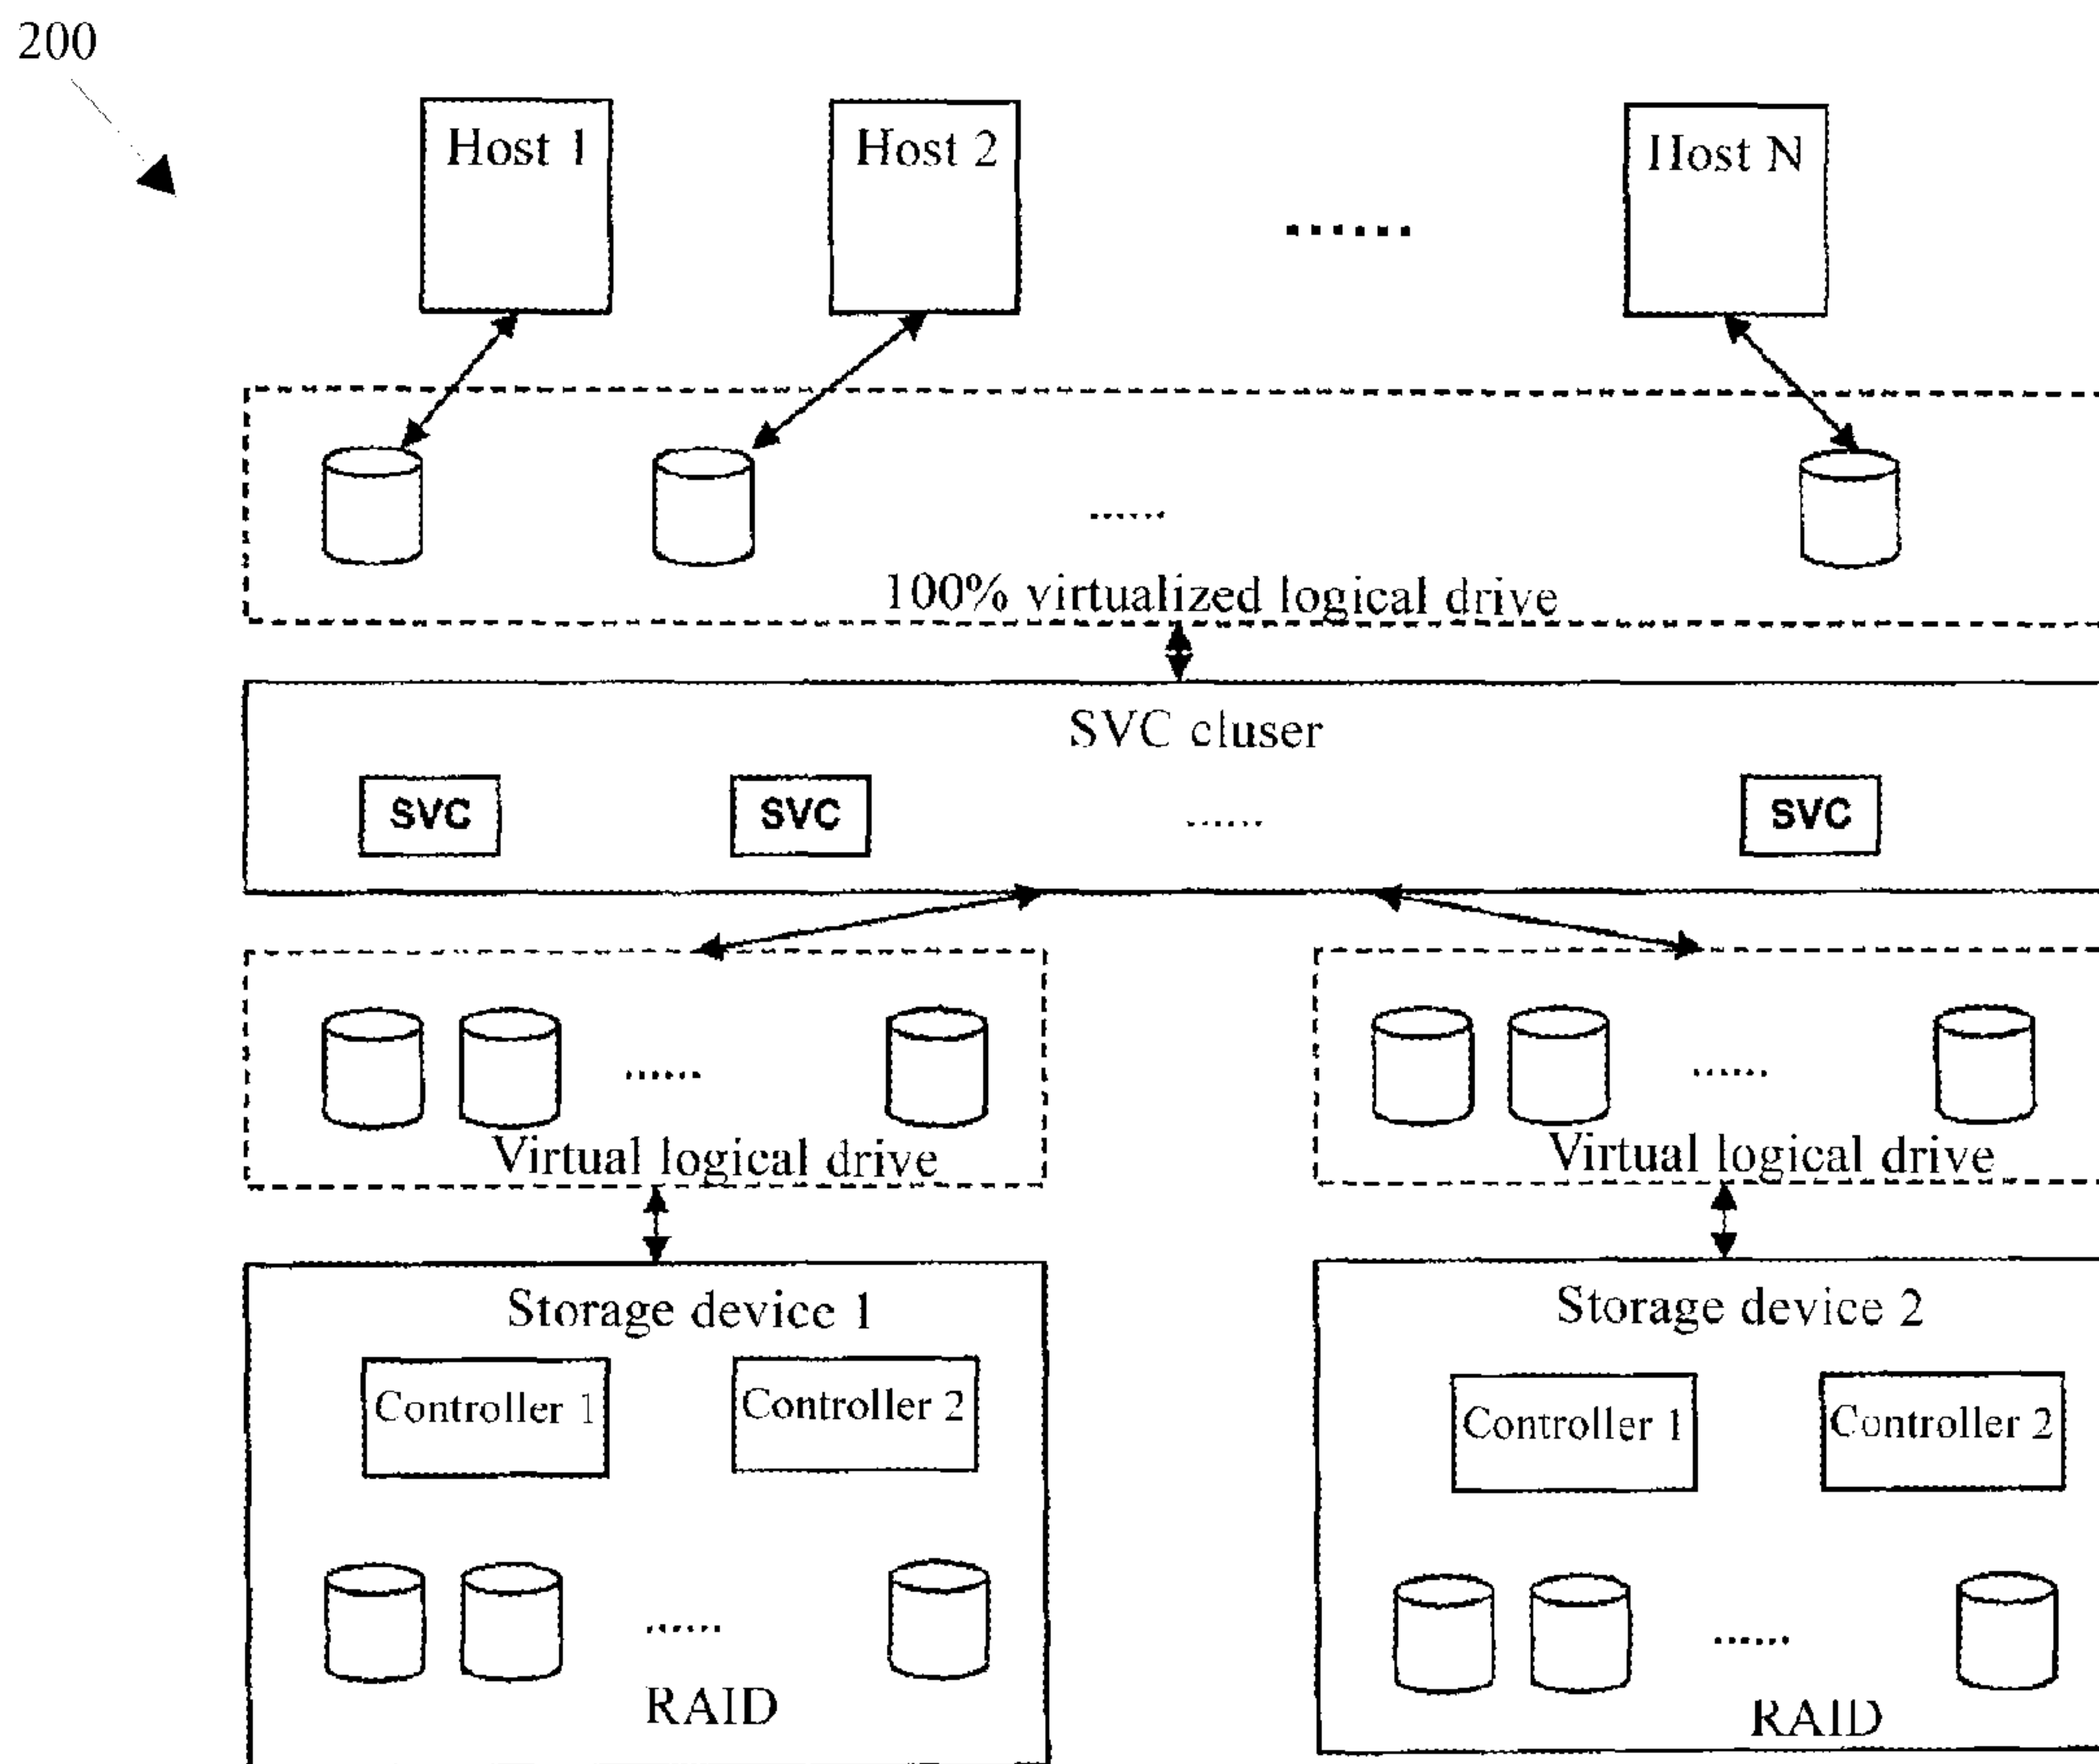 200
Host 1
Host 2
......
Host N
......
100% virtualized logical drive
SVC cluser
SVC
SVC
......
SVC
......
Virtual logical drive
......
Virtual logical drive
Storage device 1
Controller 1
Controller 2
......
RAID
Storage device 2
Controller 1
Controller 2
......
RAID